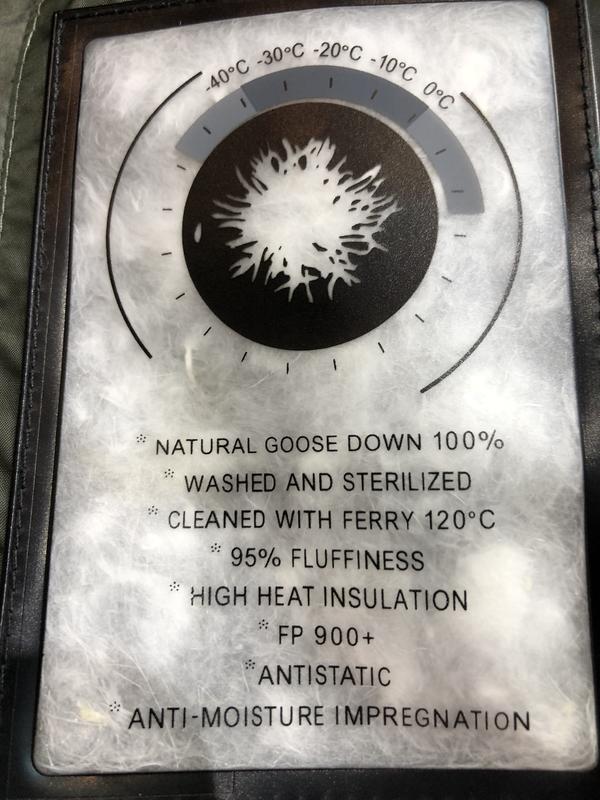 -40°C -30°C -20°C -10°C 0°C
* NATURAL GOOSE DOWN 100%
* WASHED AND STERILIZED
* CLEANED WITH FERRY 120°C
* 95% FLUFFINESS
* HIGH HEAT INSULATION
* FP 900+
* ANTISTATIC
* ANTI-MOISTURE IMPREGNATION